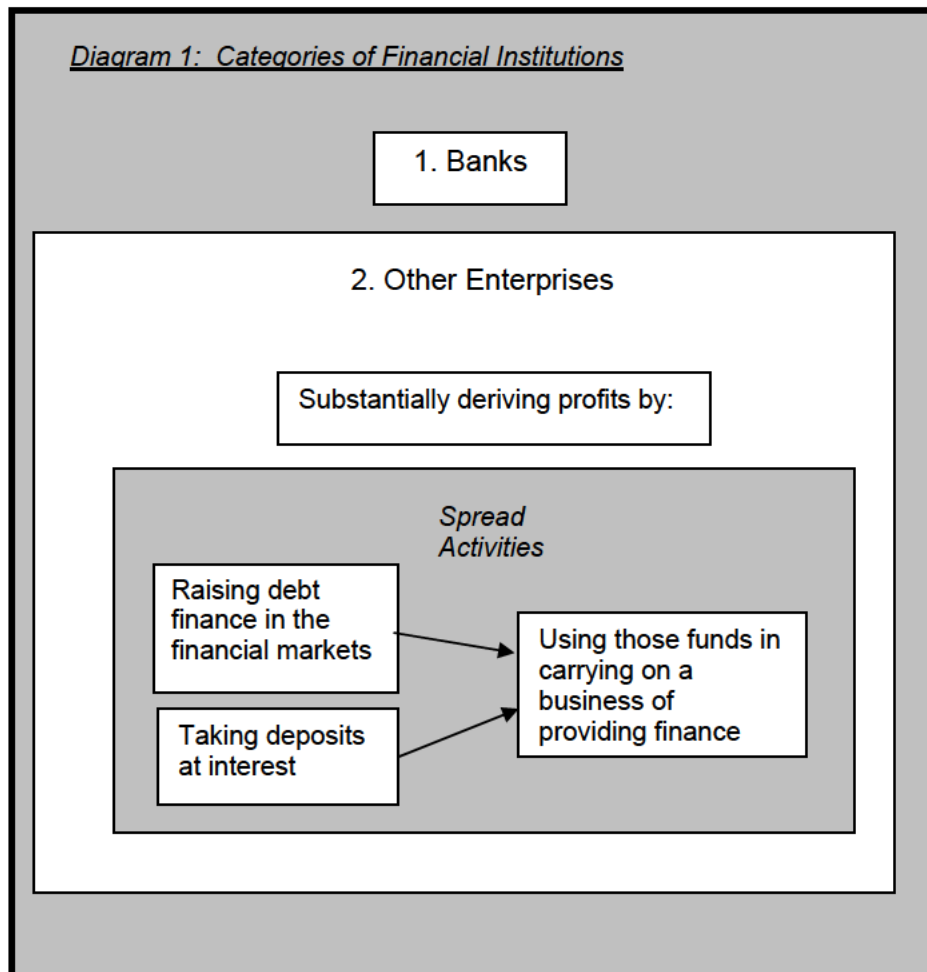 Diagram 1: Categories of Financial Institutions
1. Banks
2. Other Enterprises
Substantially deriving profits by:
Spread
Activities
Raising debt
finance in the
financial markets
Taking deposits
at interest
Using those funds in
carrying on a
business of
providing finance